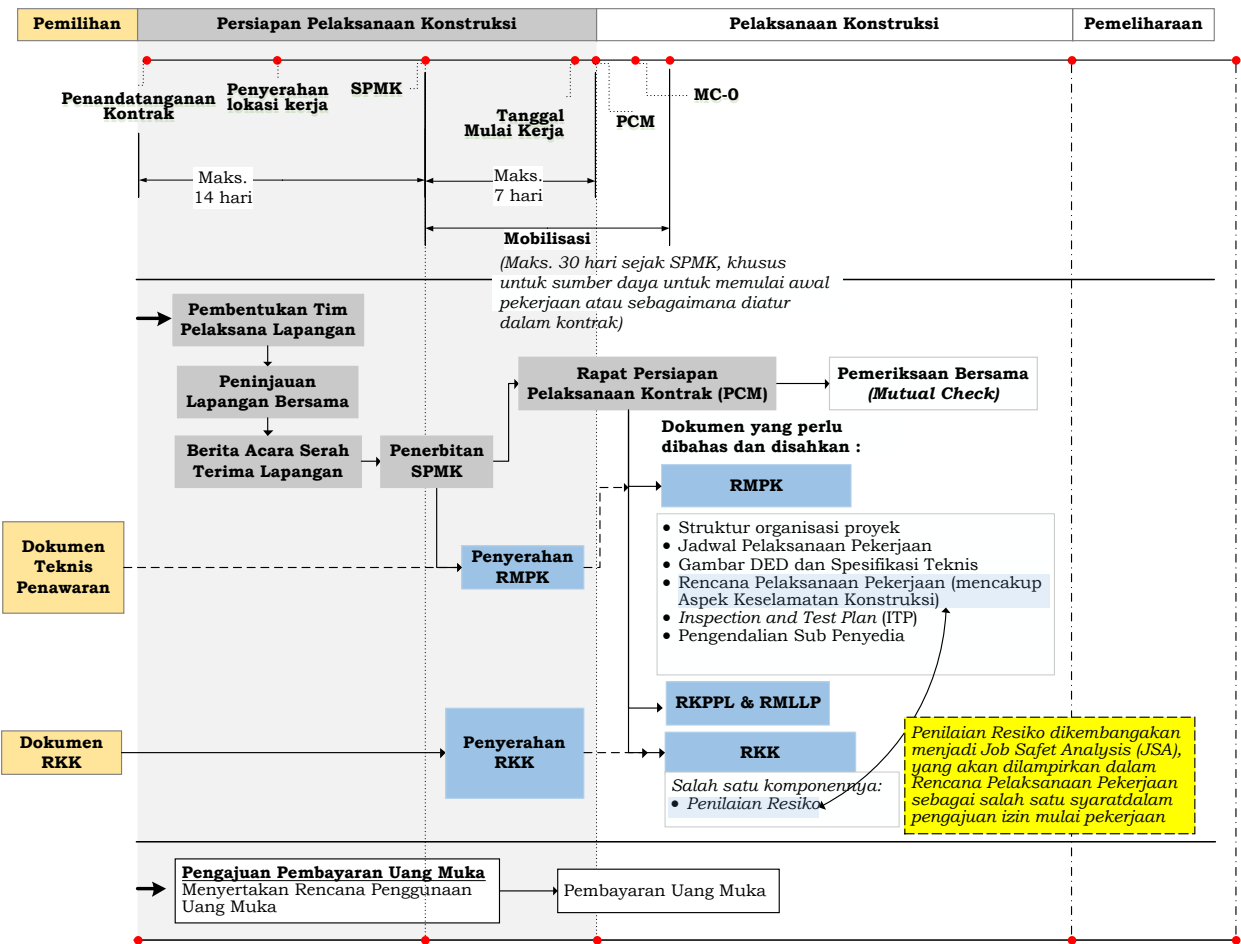 Pemilihan
Persiapan Pelaksanaan Konstruksi
Pelaksanaan Konstruksi
Pemeliharaan
Penandatanganan
Kontrak
Penyerahan
lokasi kerja
SPMK
Tanggal
Mulai Kerja
PCM
MC-0
Maks.
14 hari
Maks.
7 hari
Mobilisasi
(Maks. 30 hari sejak SPMK, khusus
untuk sumber daya untuk memulai awal
pekerjaan atau sebagaimana diatur
dalam kontrak)
Pembentukan Tim
Pelaksana Lapangan
Peninjauan
Lapangan Bersama
Berita Acara Serah
Terima Lapangan
Penerbitan
SPMK
Rapat Persiapan
Pelaksanaan Kontrak (PCM)
Pemeriksaan Bersama
(Mutual Check)
Dokumen yang perlu
dibahas dan disahkan :
RMPK
• Struktur organisasi proyek
• Jadwal Pelaksanaan Pekerjaan
• Gambar DED dan Spesifikasi Teknis
• Rencana Pelaksanaan Pekerjaan (mencakup
Aspek Keselamatan Konstruksi)
• Inspection and Test Plan (ITP)
• Pengendalian Sub Penyedia
Dokumen
Teknis
Penawaran
Penyerahan
RMPK
RKPPL & RMLLP
Dokumen
RKK
Penyerahan
RKK
RKK
Salah satu komponennya:
• Penilaian Resiko
Penilaian Resiko dikembangakan
menjadi Job Safet Analysis (JSA),
yang akan dilampirkan dalam
Rencana Pelaksanaan Pekerjaan
sebagai salah satu syaratdalam
pengajuan izin mulai pekerjaan
Pengajuan Pembayaran Uang Muka
Menyertakan Rencana Penggunaan
Uang Muka
Pembayaran Uang Muka